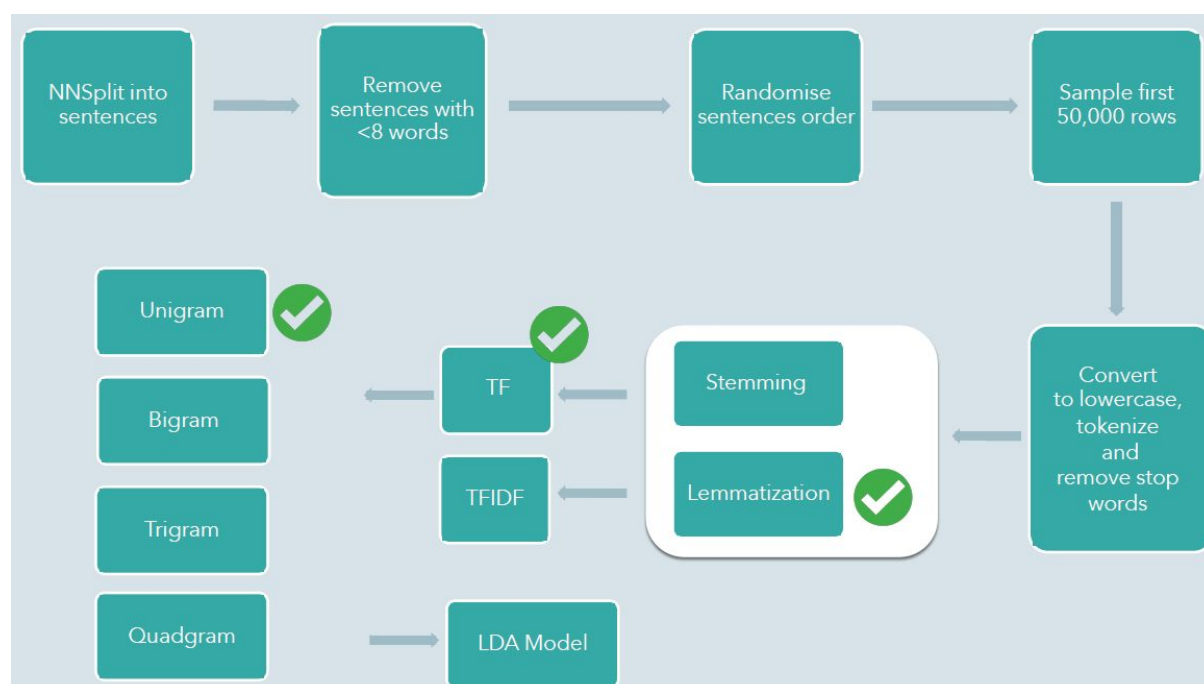 NNSplit into
sentences
Remove
sentences with
<8 words
Randomise
sentences order
Sample first
50,000 rows
Convert
to lowercase,
tokenize
and
remove stop
words
Stemming
Lemmatization
TF
TFIDF
Unigram
Bigram
Trigram
Quadgram
LDA Model